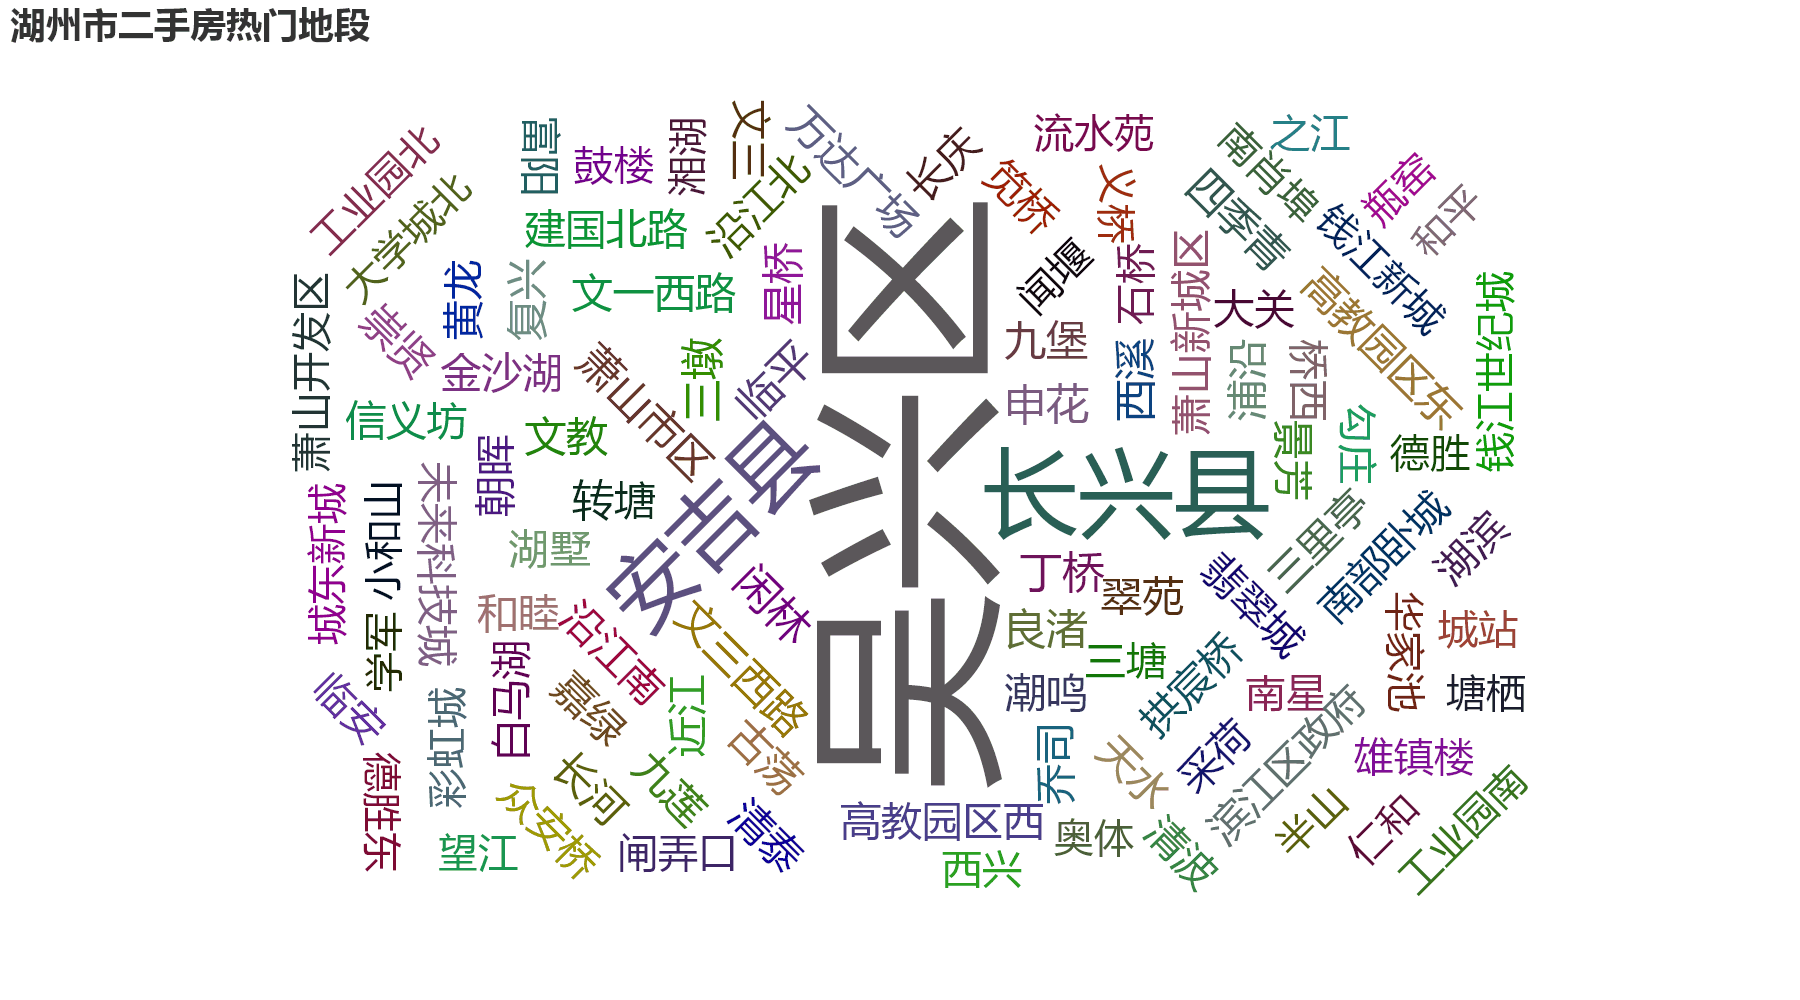 湖州市二手房热门地段
吴兴区
长兴县
安吉县
工业园北
大学城北
皋亭
鼓楼
湘湖
文三
万达广场
长庆
笕桥
流水苑
义桥
南肖埠
之江
四季青
瓶窑
和平
钱江新城
建国北路
沿江北
黄龙
复兴
文一西路
星桥
闻堰
石桥
萧山新城区
大关
高教园区东
钱江世纪城
萧山开发区
崇贤
金沙湖
萧山市区
三墩
临平
九堡
西溪
浦沿
桥西
申花
信义坊
文教
朝晖
转塘
景芳
勾庄
德胜
城东新城
小和山
未来科技城
湖墅
闲林
丁桥
翠苑
三里亭
南部卧城
湖滨
翡翠城
学军
和睦
沿江南
文三西路
良渚
三塘
华家池
城站
临安
彩虹城
白马湖
嘉绿
近江
古荡
潮鸣
拱宸桥
南星
塘栖
德胜东
众安桥
长河
九莲
清泰
乔司
天水
采荷
滨江区政府
雄镇楼
望江
闸弄口
高教园区西
奥体
清波
半山
仁和
工业园南
西兴